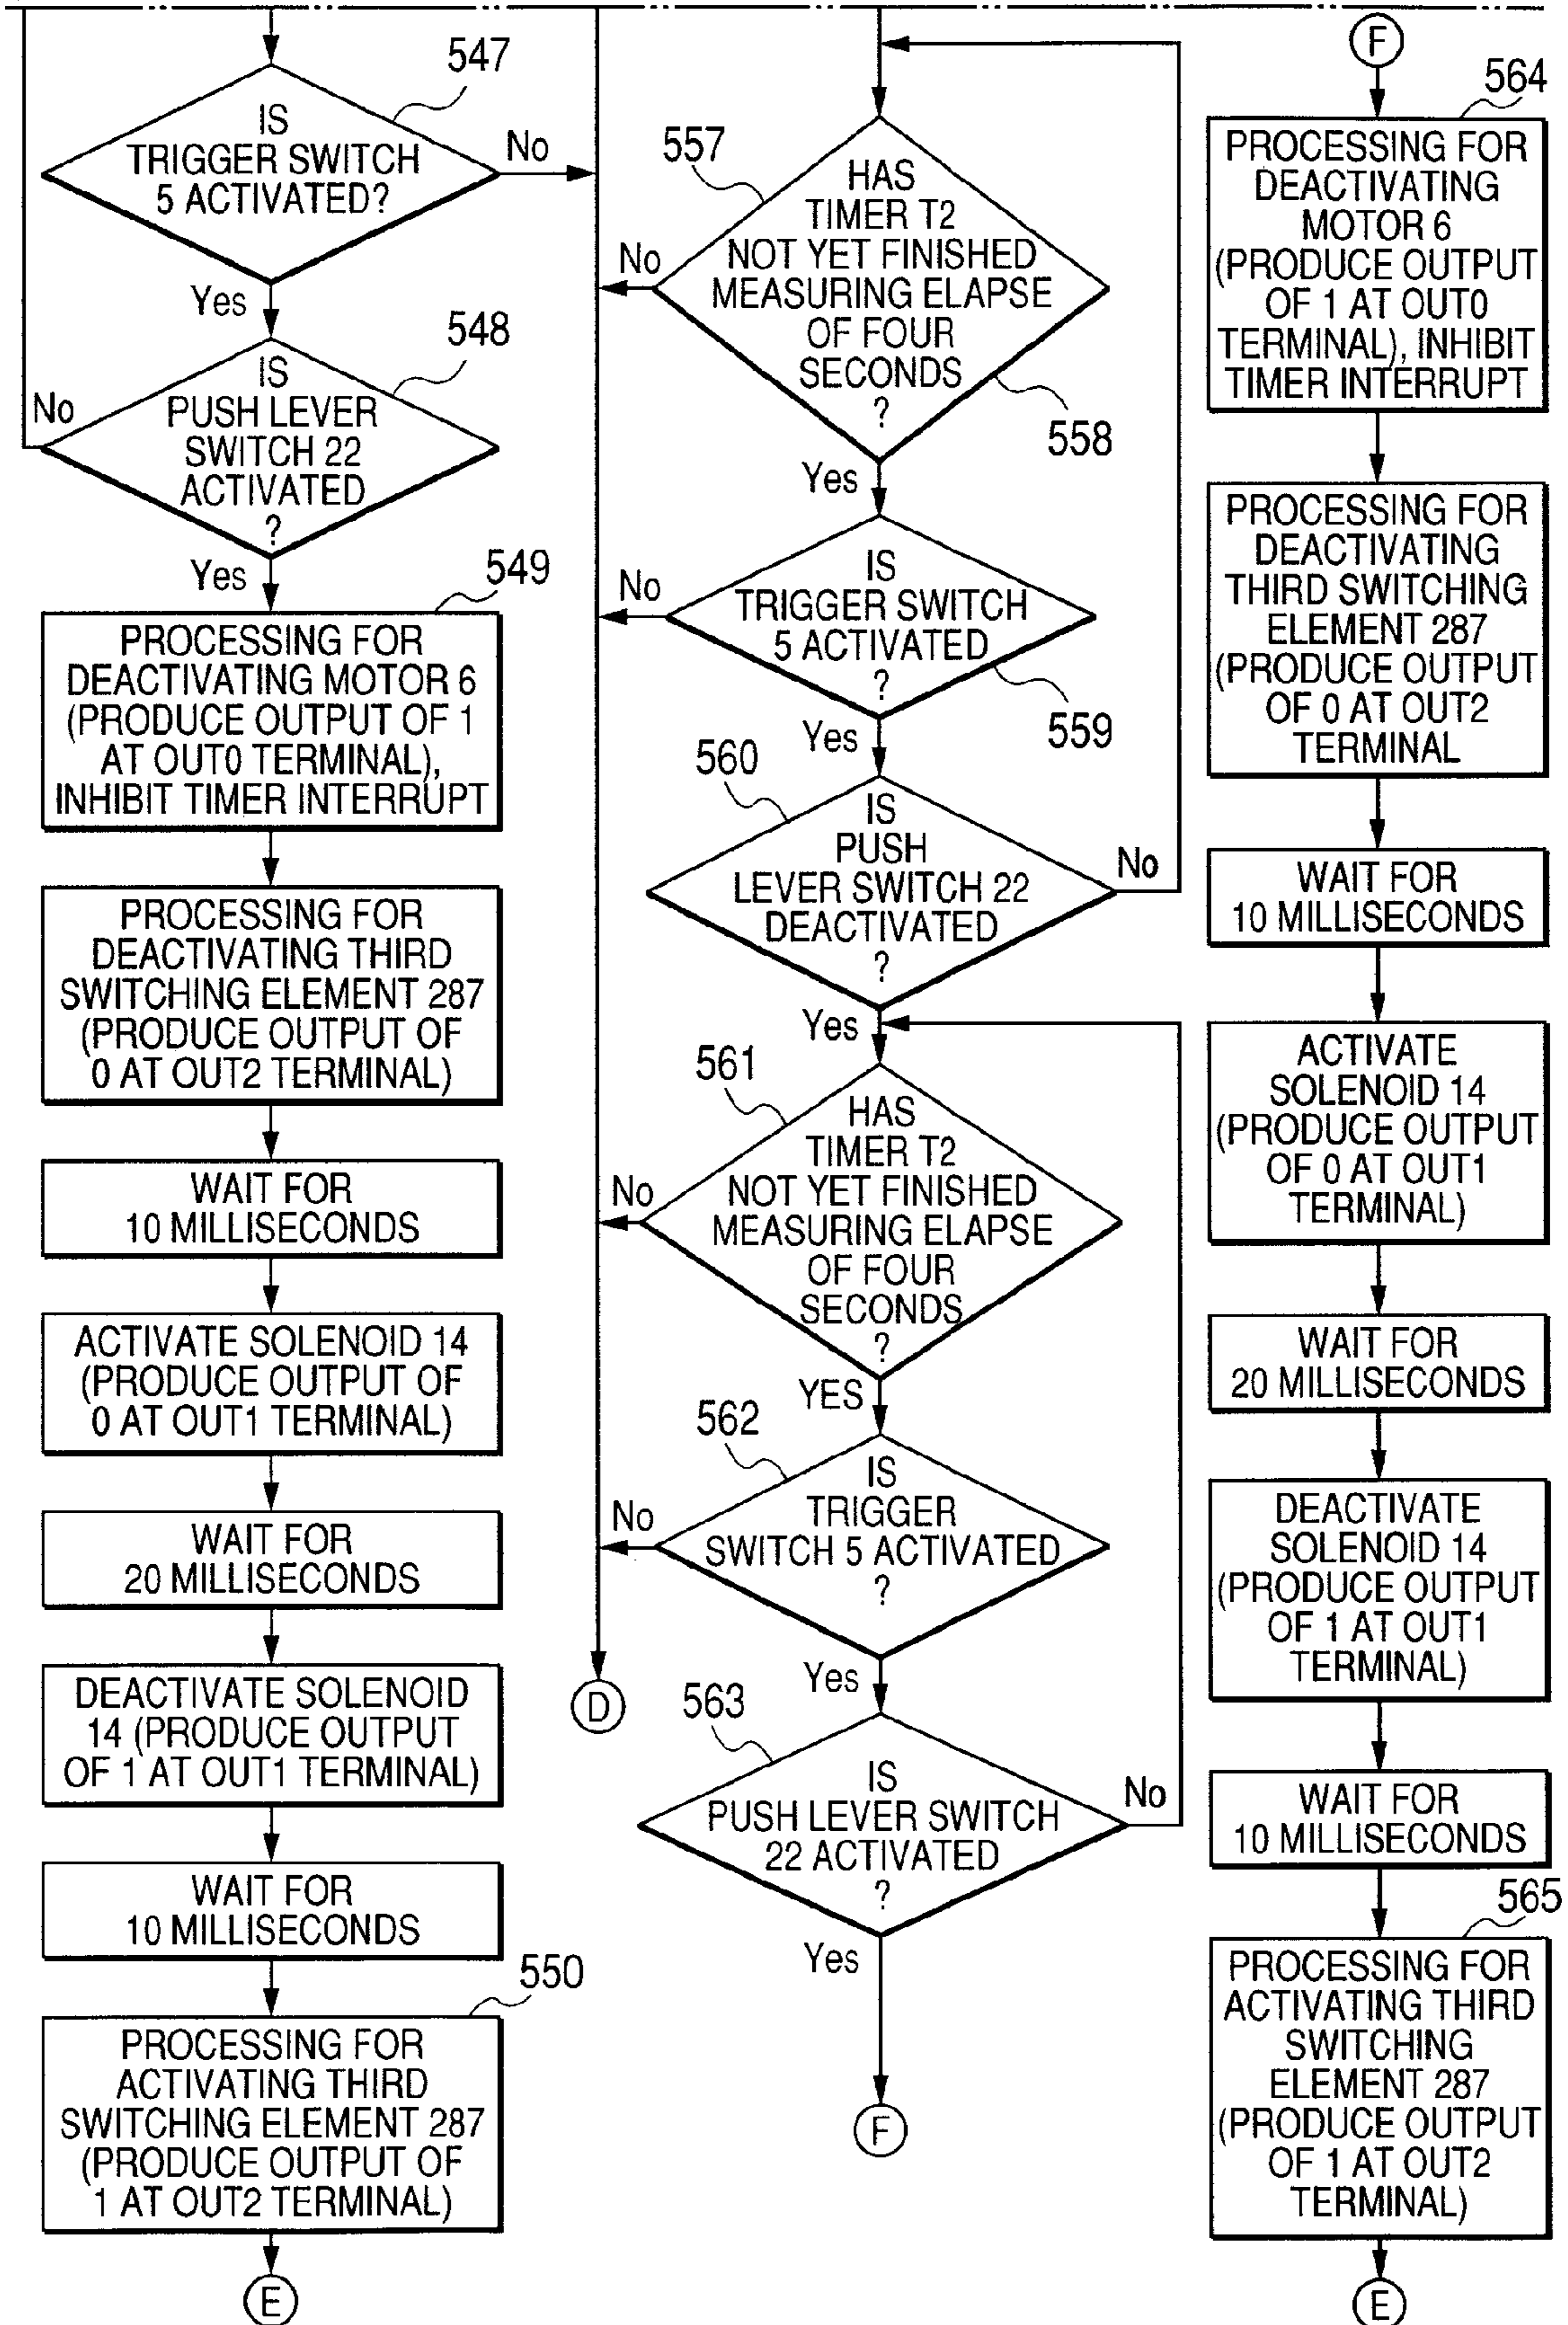 547
IS
TRIGGER SWITCH
5 ACTIVATED?
No
Yes
548
IS
PUSH LEVER
SWITCH 22
ACTIVATED
?
No
Yes
549
PROCESSING FOR
DEACTIVATING MOTOR 6
(PRODUCE OUTPUT OF 1
AT OUT0 TERMINAL),
INHIBIT TIMER INTERRUPT
PROCESSING FOR
DEACTIVATING THIRD
SWITCHING ELEMENT 287
(PRODUCE OUTPUT OF
0 AT OUT2 TERMINAL)
WAIT FOR
10 MILLISECONDS
ACTIVATE SOLENOID 14
(PRODUCE OUTPUT OF
0 AT OUT1 TERMINAL)
WAIT FOR
20 MILLISECONDS
DEACTIVATE SOLENOID
14 (PRODUCE OUTPUT
OF 1 AT OUT1 TERMINAL)
WAIT FOR
10 MILLISECONDS
550
PROCESSING FOR
ACTIVATING THIRD
SWITCHING ELEMENT 287
(PRODUCE OUTPUT OF
1 AT OUT2 TERMINAL)
E
D
557
HAS
TIMER T2
NOT YET FINISHED
MEASURING ELAPSE
OF FOUR
SECONDS
?
No
558
Yes
IS
TRIGGER SWITCH
5 ACTIVATED
?
No
559
Yes
560
IS
PUSH
LEVER SWITCH 22
DEACTIVATED
?
No
Yes
561
HAS
TIMER T2
NOT YET FINISHED
MEASURING ELAPSE
OF FOUR
SECONDS
?
No
YES
562
IS
TRIGGER
SWITCH 5 ACTIVATED
?
No
Yes
563
IS
PUSH LEVER SWITCH
22 ACTIVATED
?
No
Yes
F
F
564
PROCESSING FOR
DEACTIVATING
MOTOR 6
(PRODUCE OUTPUT
OF 1 AT OUT0
TERMINAL), INHIBIT
TIMER INTERRUPT
PROCESSING FOR
DEACTIVATING
THIRD SWITCHING
ELEMENT 287
(PRODUCE OUTPUT
OF 0 AT OUT2
TERMINAL
WAIT FOR
10 MILLISECONDS
ACTIVATE
SOLENOID 14
(PRODUCE OUTPUT
OF 0 AT OUT1
TERMINAL)
WAIT FOR
20 MILLISECONDS
DEACTIVATE
SOLENOID 14
(PRODUCE OUTPUT
OF 1 AT OUT1
TERMINAL)
WAIT FOR
10 MILLISECONDS
565
PROCESSING FOR
ACTIVATING THIRD
SWITCHING
ELEMENT 287
(PRODUCE OUTPUT
OF 1 AT OUT2
TERMINAL)
E